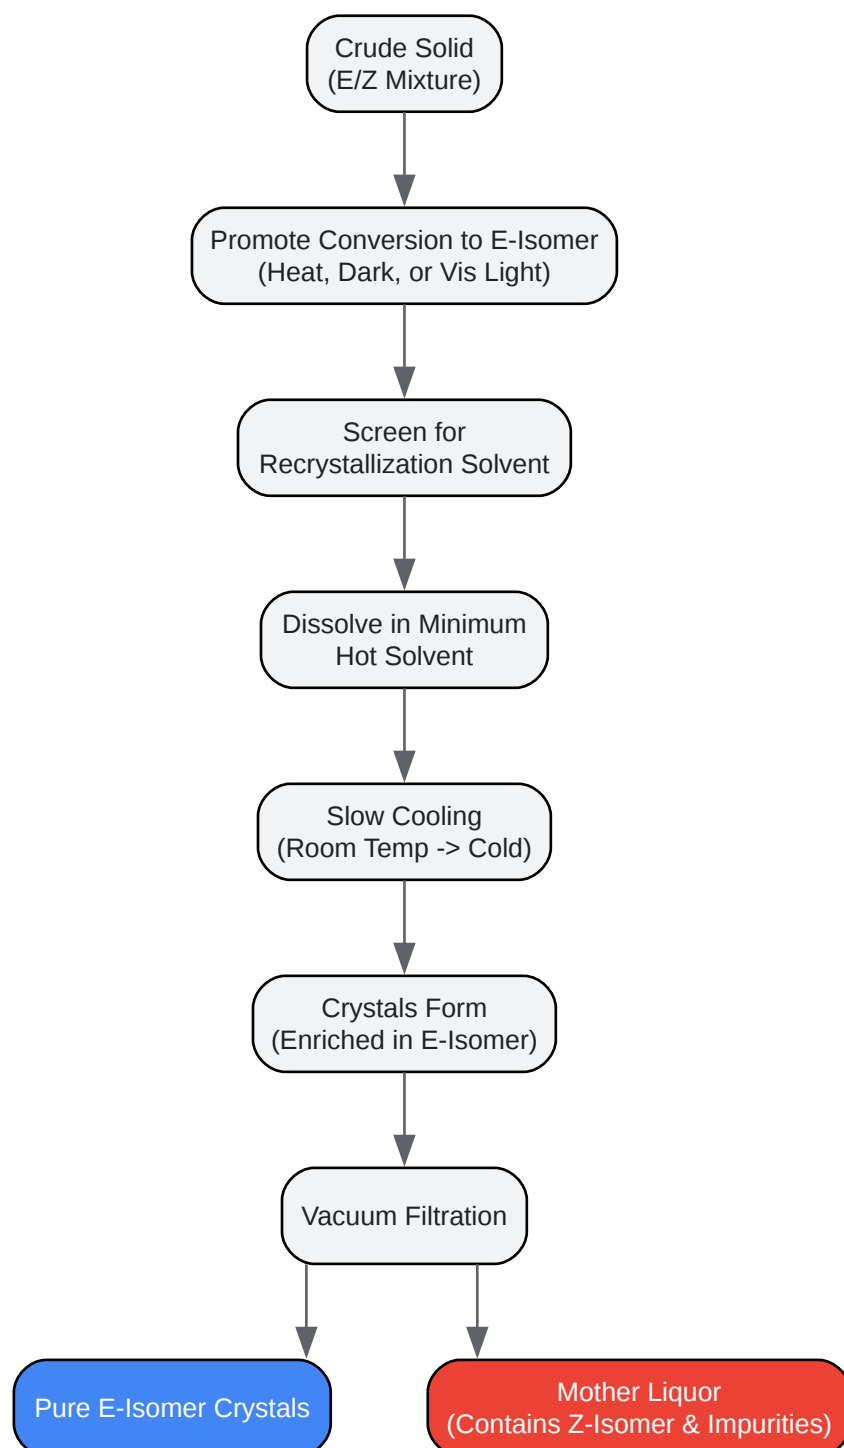 Crude Solid
(E/Z Mixture)
Promote Conversion to E-Isomer
(Heat, Dark, or Vis Light)
Screen for
Recrystallization Solvent
Dissolve in Minimum
Hot Solvent
Slow Cooling
(Room Temp -> Cold)
Crystals Form
(Enriched in E-Isomer)
Vacuum Filtration
Pure E-Isomer Crystals
Mother Liquor
(Contains Z-Isomer & Impurities)